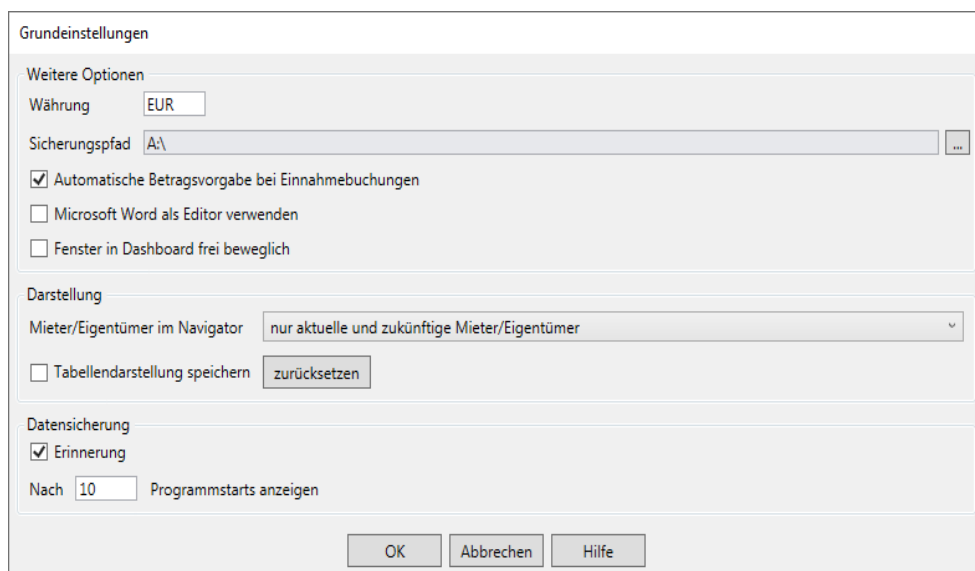 Grundeinstellungen
Weitere Optionen
Währung EUR
Sicherungspfad A:\ ...
Automatische Betragsvorgabe bei Einnahmebuchungen
Microsoft Word als Editor verwenden
Fenster in Dashboard frei beweglich
Darstellung
Mieter/Eigentümer im Navigator nur aktuelle und zukünftige Mieter/Eigentümer
Tabellendarstellung speichern zurücksetzen
Datensicherung
Erinnerung
Nach 10 Programmstarts anzeigen
OK Abbrechen Hilfe